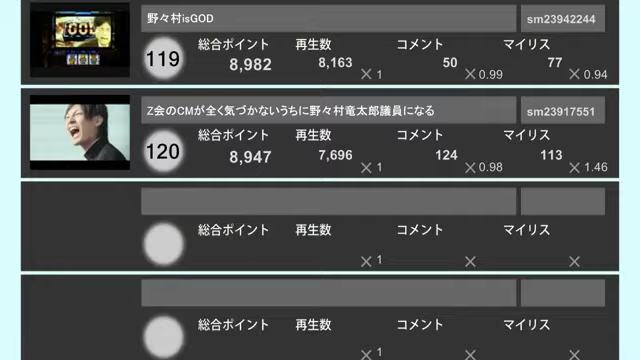 野々村isGOD sm23942244
119 総合ポイント 再生数 コメント マイリス
8,982 8,163 ×1 50 ×0.99 77 ×0.94
Z会のCMが全く気づかないうちに野々村竜太郎議員になる sm23917551
120 総合ポイント 再生数 コメント マイリス
8,947 7,696 ×1 124 ×0.98 113 ×1.46
総合ポイント 再生数 コメント マイリス
×1 × ×
総合ポイント 再生数 コメント マイリス
×1 × ×